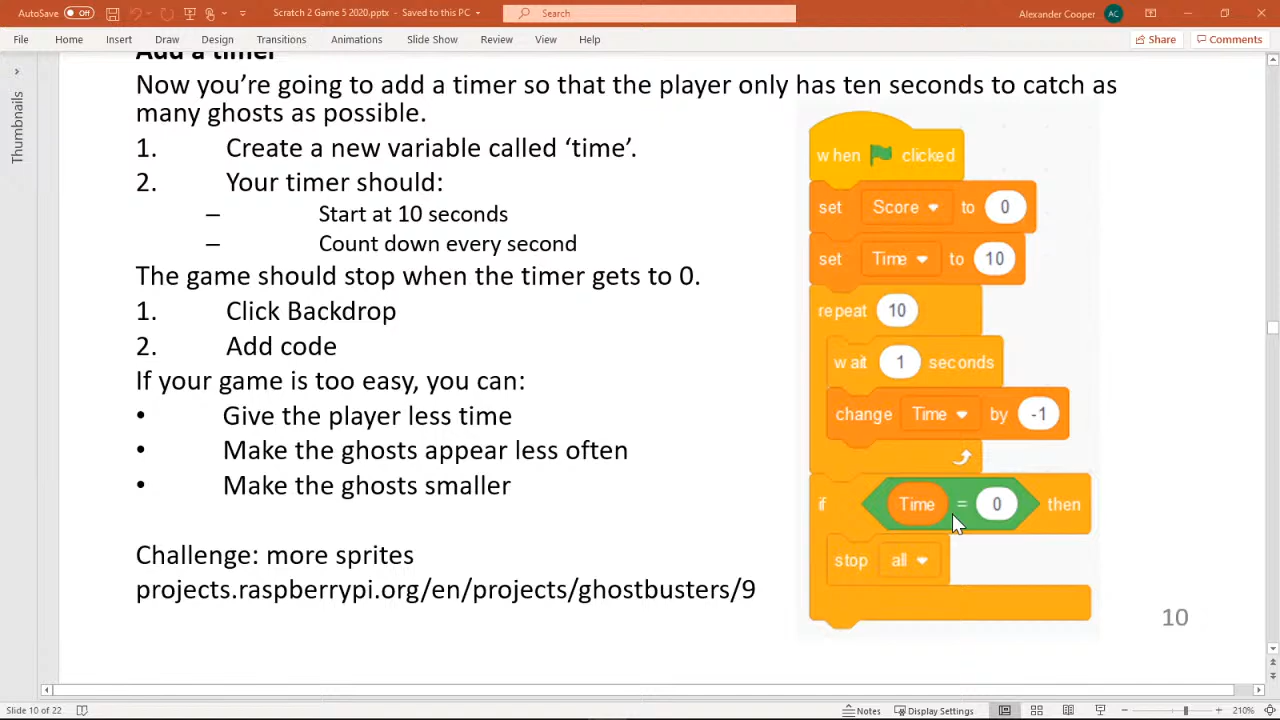 AutoSave Off Scratch 2 Game 5 2020.pptx - Saved to this PC Search Alexander Cooper AC
File Home Insert Draw Design Transitions Animations Slide Show Review View Help Share Comments
Thumbnails
Add a timer
Now you’re going to add a timer so that the player only has ten seconds to catch as
many ghosts as possible.
1. Create a new variable called ‘time’.
2. Your timer should:
– Start at 10 seconds
– Count down every second
The game should stop when the timer gets to 0.
1. Click Backdrop
2. Add code
If your game is too easy, you can:
• Give the player less time
• Make the ghosts appear less often
• Make the ghosts smaller
Challenge: more sprites
projects.raspberrypi.org/en/projects/ghostbusters/9
when clicked
set Score to 0
set Time to 10
repeat 10
wait 1 seconds
change Time by -1
if Time = 0 then
stop all
10
Slide 10 of 22 Notes Display Settings 210%